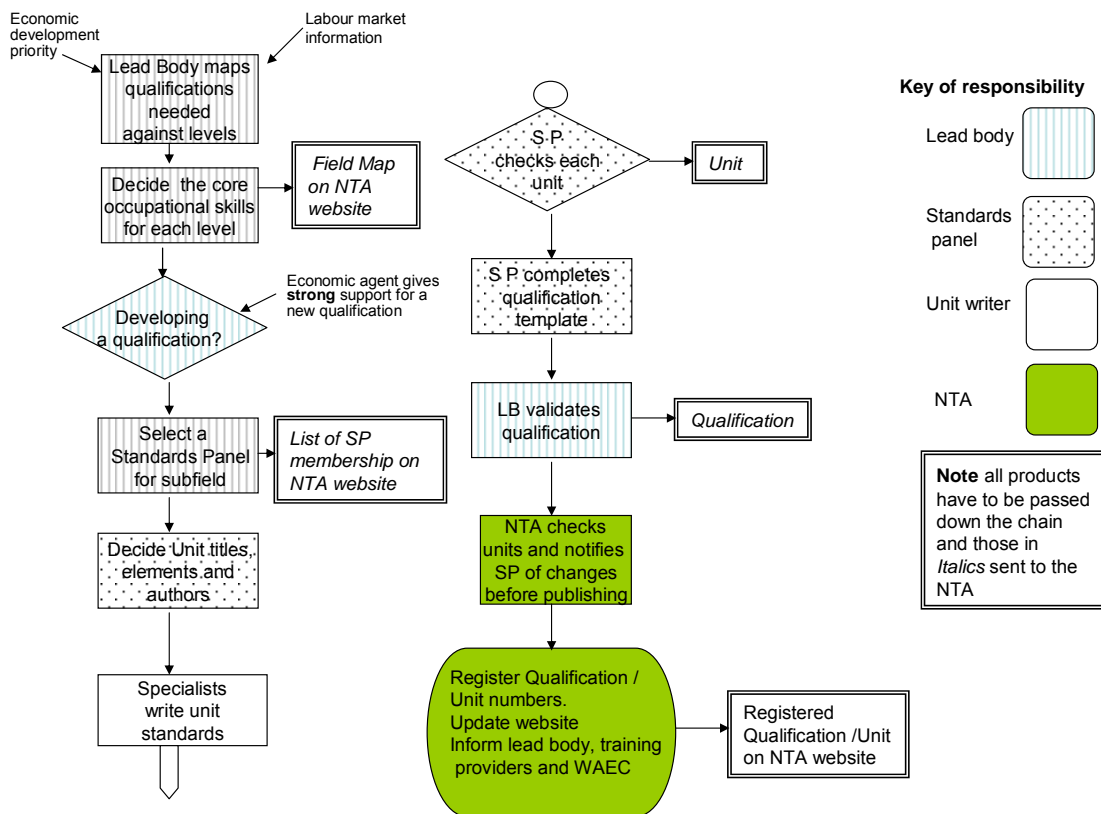 Economic
development
priority
Labour market
information
Lead Body maps
qualifications
needed
against levels
Decide the core
occupational skills
for each level
Field Map
on NTA
website
Developing
a qualification?
Economic agent gives
strong support for a
new qualification
Select a
Standards Panel
for subfield
List of SP
membership on
NTA website
Decide Unit titles,
elements and
authors
Specialists
write unit
standards
S P
checks each
unit
Unit
S P completes
qualification
template
LB validates
qualification
Qualification
NTA checks
units and notifies
SP of changes
before publishing
Register Qualification /
Unit numbers.
Update website
Inform lead body, training
providers and WAEC
Registered
Qualification /Unit
on NTA website
Key of responsibility
Lead body
Standards
panel
Unit writer
NTA
Note all products
have to be passed
down the chain
and those in
Italics sent to the
NTA